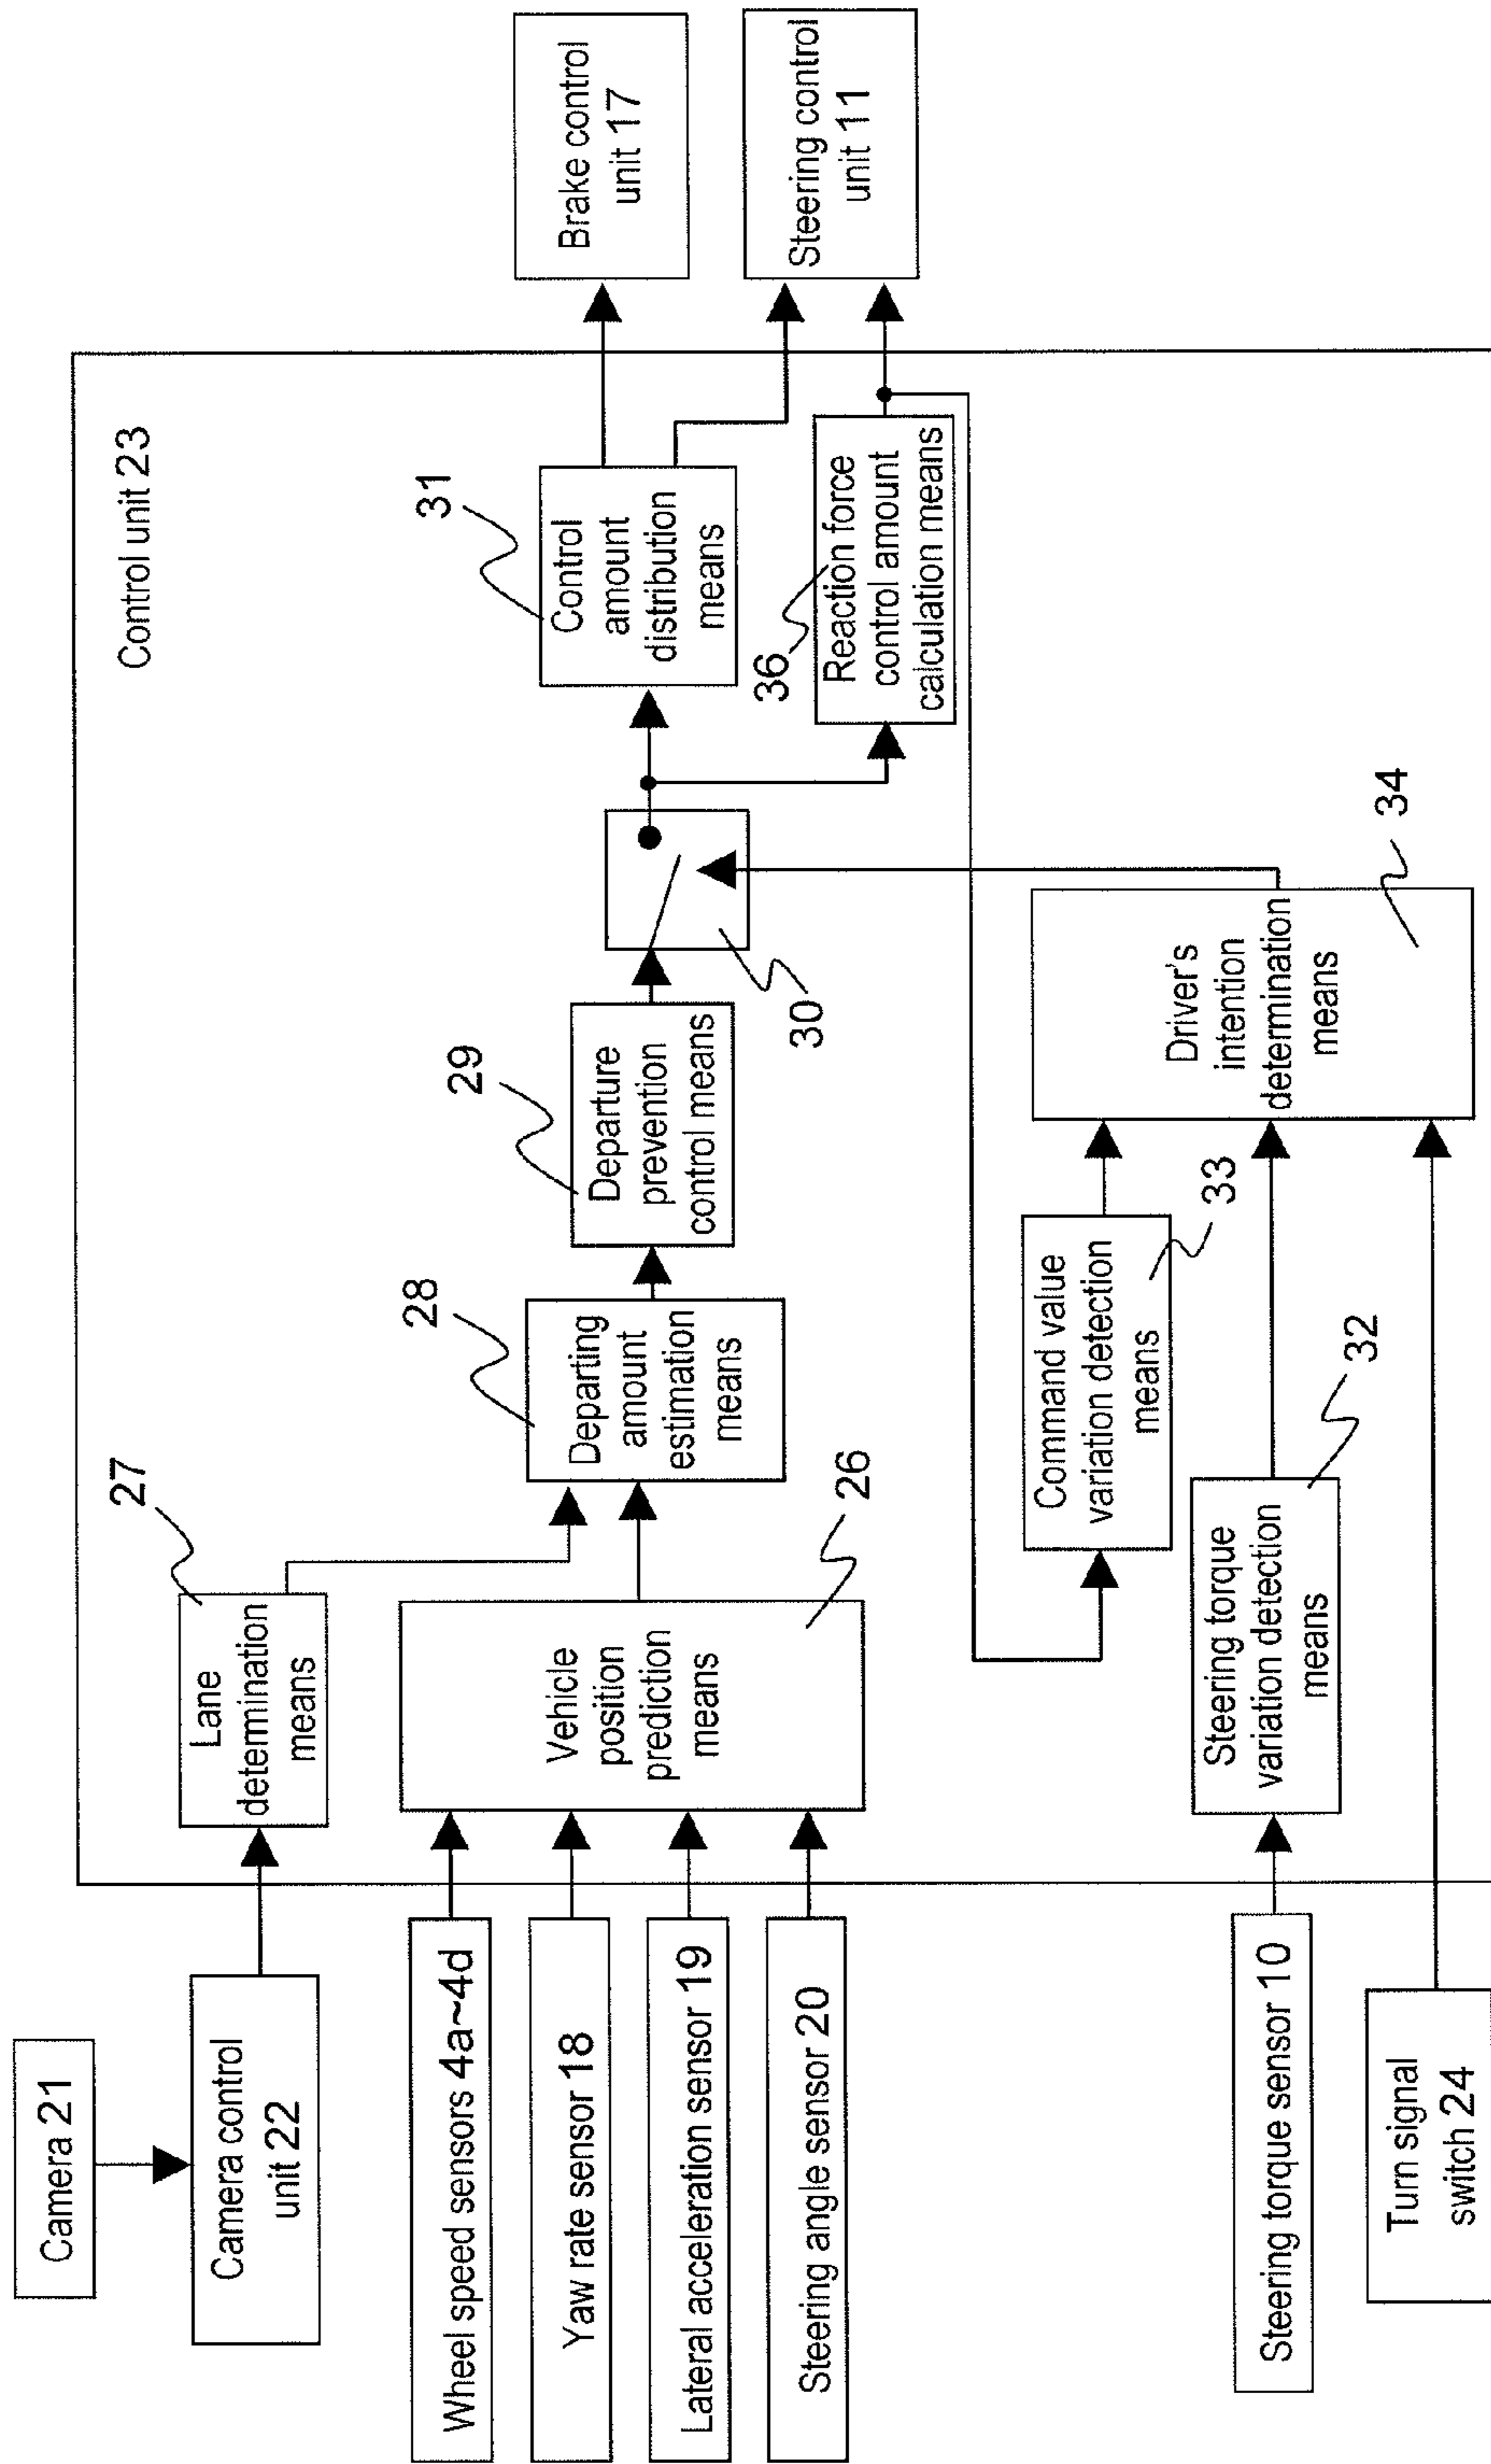 Camera 21
Camera control
unit 22
Wheel speed sensors 4a~4d
Yaw rate sensor 18
Lateral acceleration sensor 19
Steering angle sensor 20
Steering torque sensor 10
Turn signal
switch 24
Control unit 23
27
Lane
determination
means
Vehicle
position
prediction
means
26
28
Departing
amount
estimation
means
29
Departure
prevention
control means
30
31
Control
amount
distribution
means
36
Reaction force
control amount
calculation means
Command value
variation detection
means
33
Steering torque
variation detection
means
32
Driver's
intention
determination
means
34
Brake control
unit 17
Steering control
unit 11